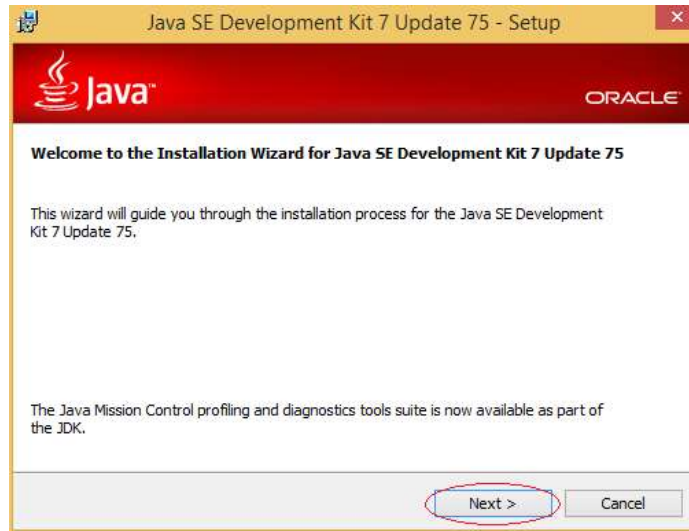 Java SE Development Kit 7 Update 75 - Setup
Java™
ORACLE
Welcome to the Installation Wizard for Java SE Development Kit 7 Update 75
This wizard will guide you through the installation process for the Java SE Development
Kit 7 Update 75.
The Java Mission Control profiling and diagnostics tools suite is now available as part of
the JDK.
Next >
Cancel